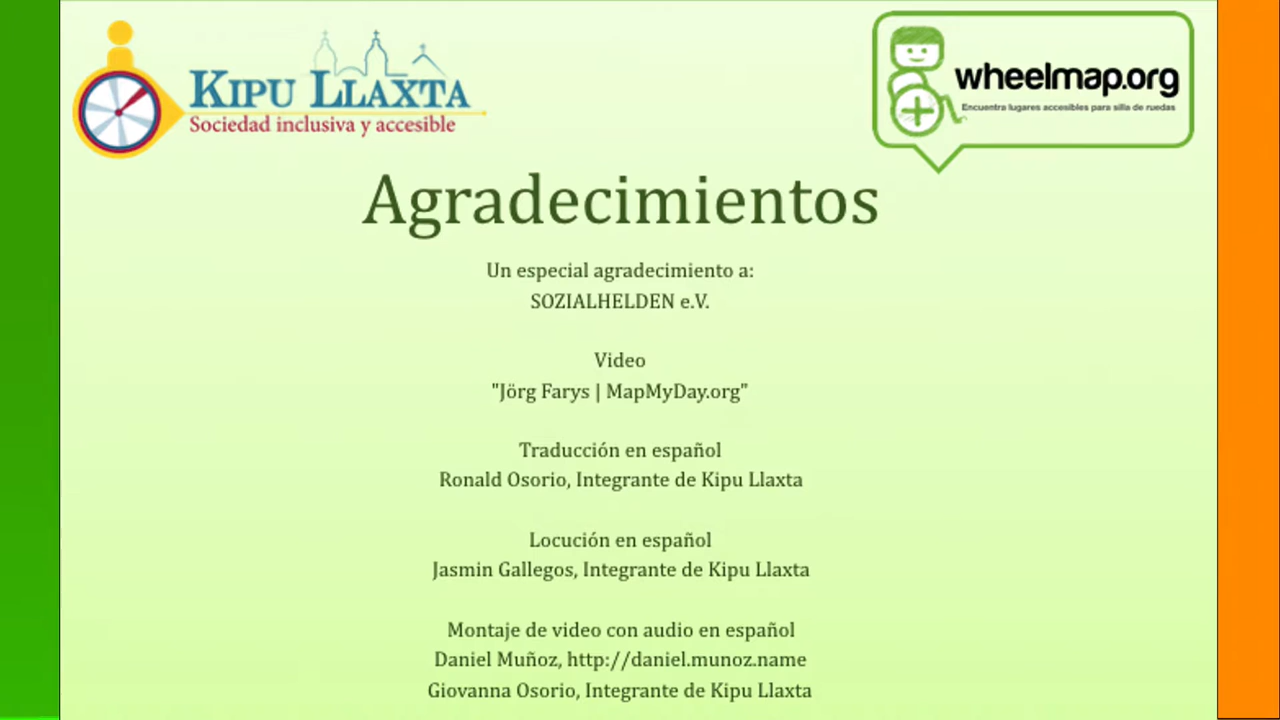 KIPU LLAXTA
Sociedad inclusiva y accesible
wheelmap.org
Encuentra lugares accesibles para silla de ruedas
Agradecimientos
Un especial agradecimiento a:
SOZIALHELDEN e.V.
Video
"Jörg Farys | MapMyDay.org"
Traducción en español
Ronald Osorio, Integrante de Kipu Llaxta
Locución en español
Jasmin Gallegos, Integrante de Kipu Llaxta
Montaje de video con audio en español
Daniel Muñoz, http://daniel.munoz.name
Giovanna Osorio, Integrante de Kipu Llaxta